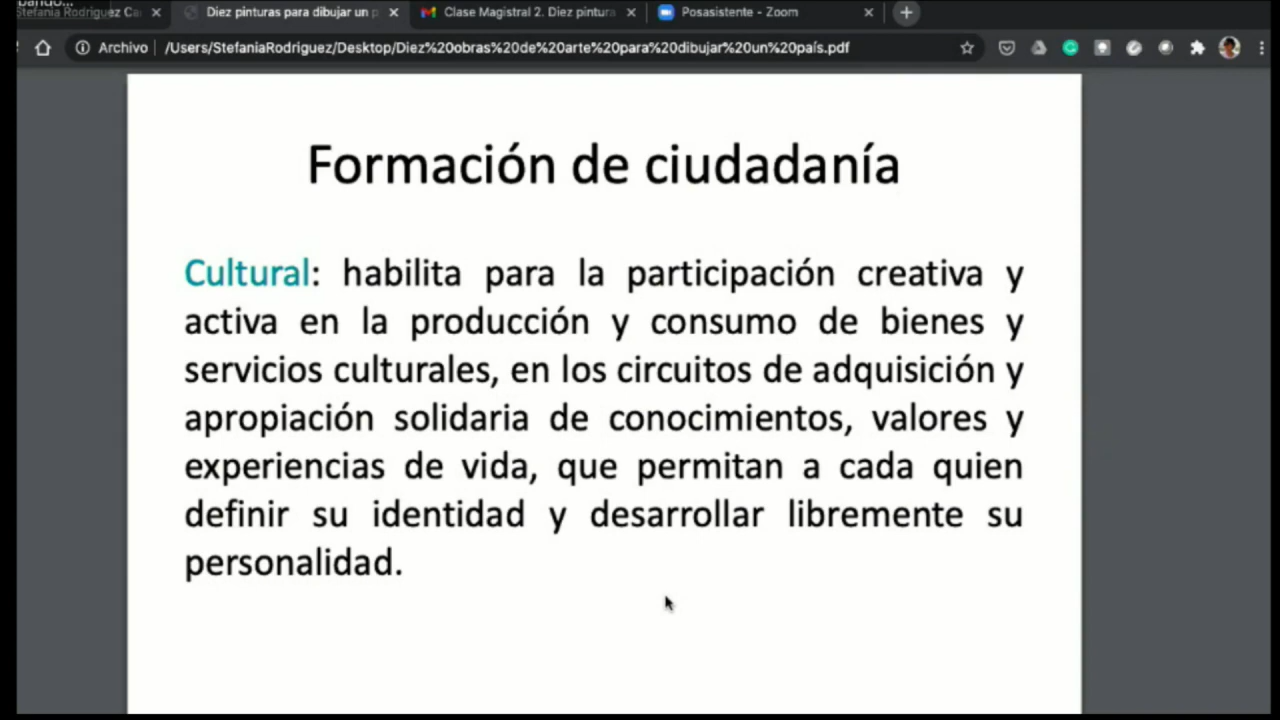 Stefania Rodriguez Ca
Diez pinturas para dibujar un p
Clase Magistral 2. Diez pintura
Posasistente - Zoom
Archivo
/Users/StefaniaRodriguez/Desktop/Diez%20obras%20de%20arte%20para%20dibujar%20un%20país.pdf
Formación de ciudadanía
Cultural: habilita para la participación creativa y
activa en la producción y consumo de bienes y
servicios culturales, en los circuitos de adquisición y
apropiación solidaria de conocimientos, valores y
experiencias de vida, que permitan a cada quien
definir su identidad y desarrollar libremente su
personalidad.